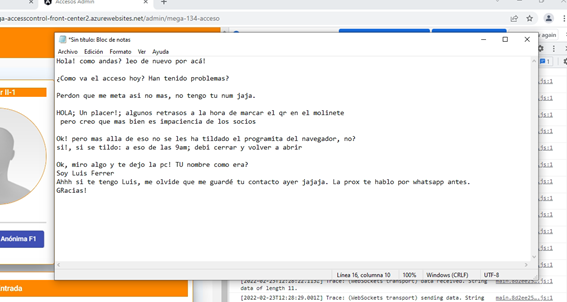 Accesos Admin
ga-accesscontrol-front-center2.azurewebsites.net/admin/mega-134-acceso
again
*Sin título: Bloc de notas
Archivo Edición Formato Ver Ayuda
Hola! como andas? leo de nuevo por acá!
¿Como va el acceso hoy? Han tenido problemas?
Perdon que me meta asi no mas, no tengo tu num jaja.
HOLA; Un placer!; algunos retrasos a la hora de marcar el qr en el molinete
pero creo que mas bien es impaciencia de los socios
Ok! pero mas alla de eso no se les ha tildado el programita del navegador, no?
si!, si se tildo: a eso de las 9am; debi cerrar y volver a abrir
Ok, miro algo y te dejo la pc! TU nombre como era?
Soy Luis Ferrer
Ahhh si te tengo Luis, me olvide que me guardé tu contacto ayer jajaja. La prox te hablo por whatsapp antes.
GRacias!
Anónima F1
ntrada
Línea 16, columna 10 100% Windows (CRLF) UTF-8
data of length 11.
[2022-02-23T12:28:29.001Z] Trace: (WebSockets transport) sending data. String